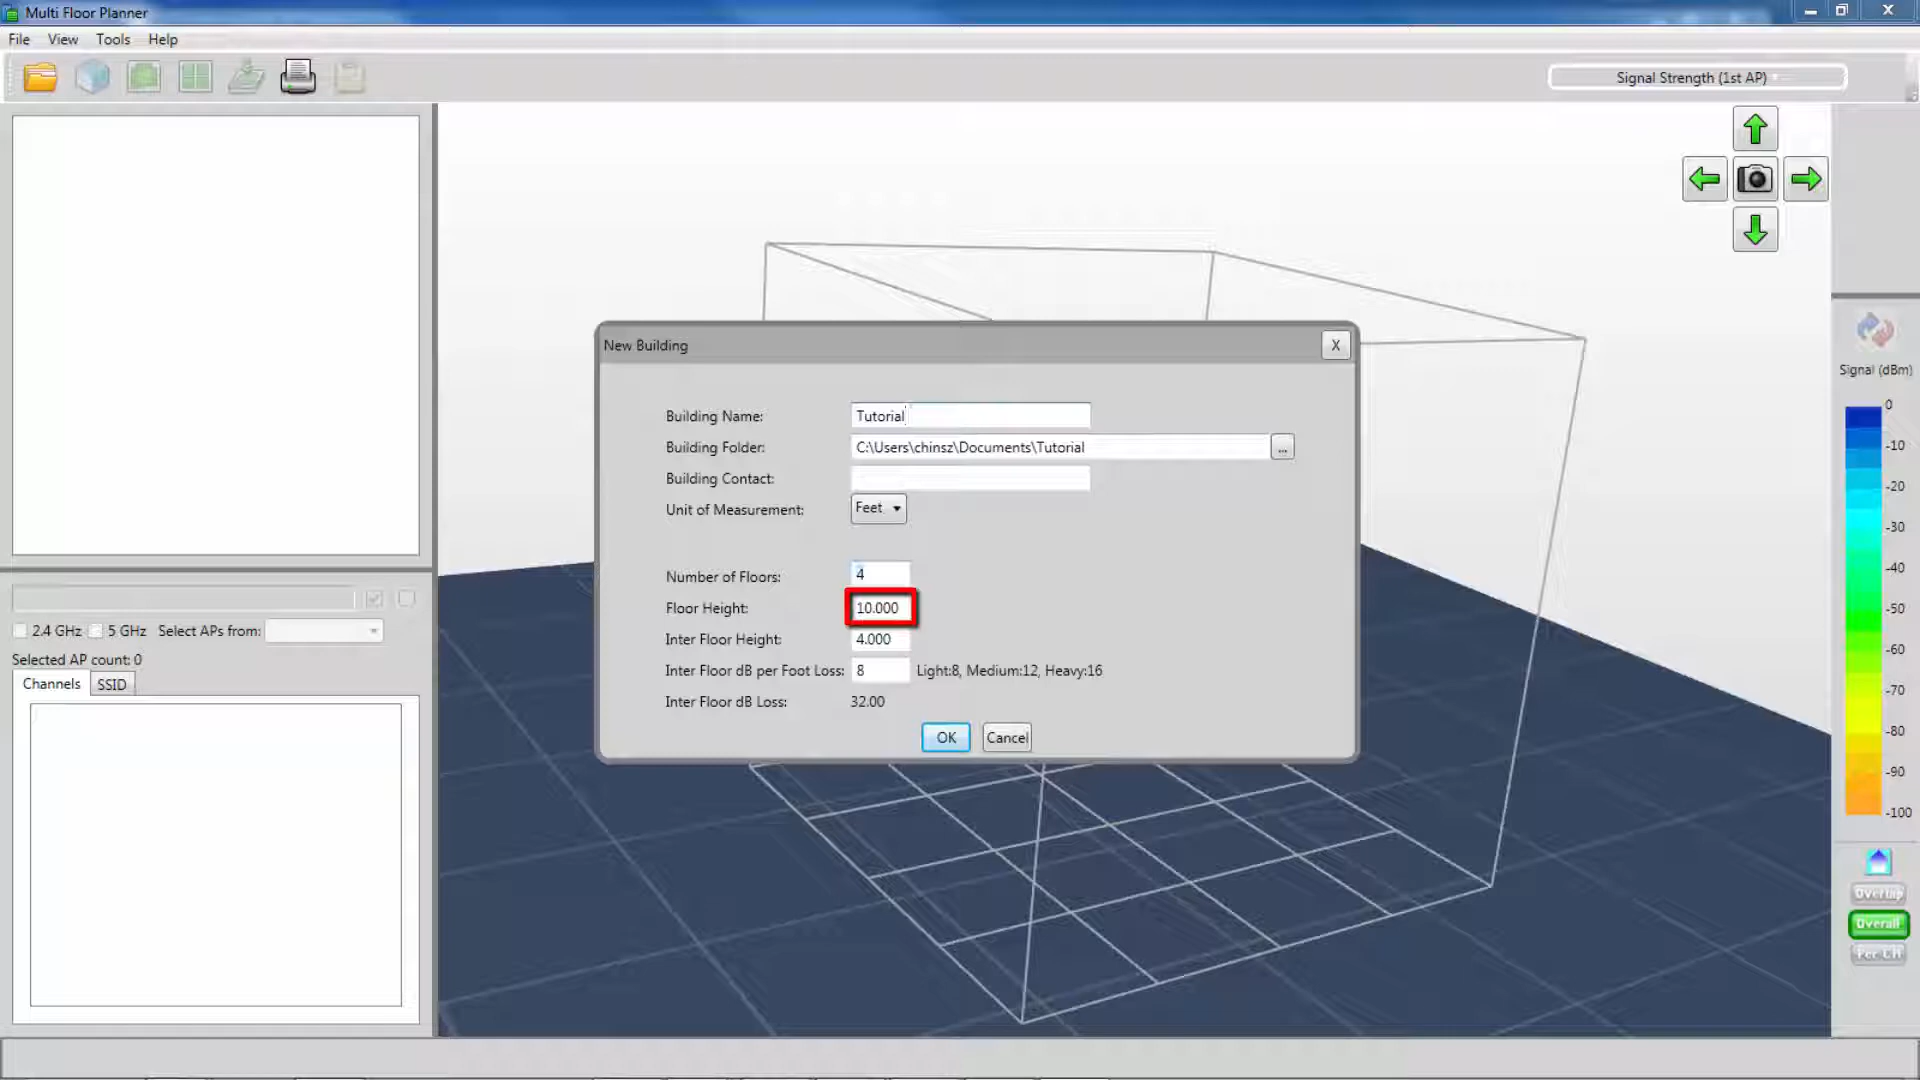 Multi Floor Planner
File View Tools Help
Signal Strength (1st AP)
New Building
X
Building Name: Tutorial
Building Folder: C:\Users\chinsz\Documents\Tutorial ...
Building Contact:
Unit of Measurement: Feet
Number of Floors: 4
Floor Height: 10.000
Inter Floor Height: 4.000
Inter Floor dB per Foot Loss: 8 Light:8, Medium:12, Heavy:16
Inter Floor dB Loss: 32.00
OK Cancel
2.4 GHz 5 GHz Select APs from:
Selected AP count: 0
Channels SSID
Signal (dBm)
0
-10
-20
-30
-40
-50
-60
-70
-80
-90
-100
Overlap
Overall
Per CH